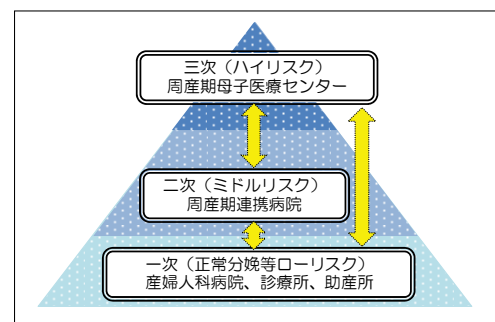 三次（ハイリスク）
周産期母子医療センター
二次（ミドルリスク）
周産期連携病院
一次（正常分娩等ローリスク）
産婦人科病院、診療所、助産所